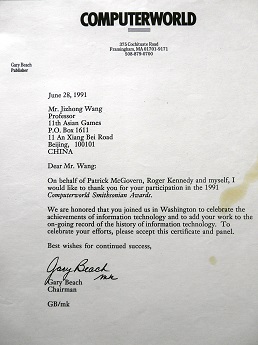 COMPUTERWORLD
375 Cochituate Road
Framingham, MA 01701-9171
508-879-0700
Gary Beach
Publisher
June 28, 1991
Mr. Jizhong Wang
Professor
11th Asian Games
P.O. Box 1611
11 An Xiang Bei Road
Beijing, 100101
CHINA
Dear Mr. Wang:
On behalf of Patrick McGovern, Roger Kennedy and myself, I
would like to thank you for your participation in the 1991
Computerworld Smithsonian Awards.
We are honored that you joined us in Washington to celebrate the
achievements of information technology and to add your work to the
on-going record of the history of information technology. To
celebrate your efforts, please accept this certificate and panel.
Best wishes for continued success,
Gary Beach
mk
Gary Beach
Chairman
GB/mk